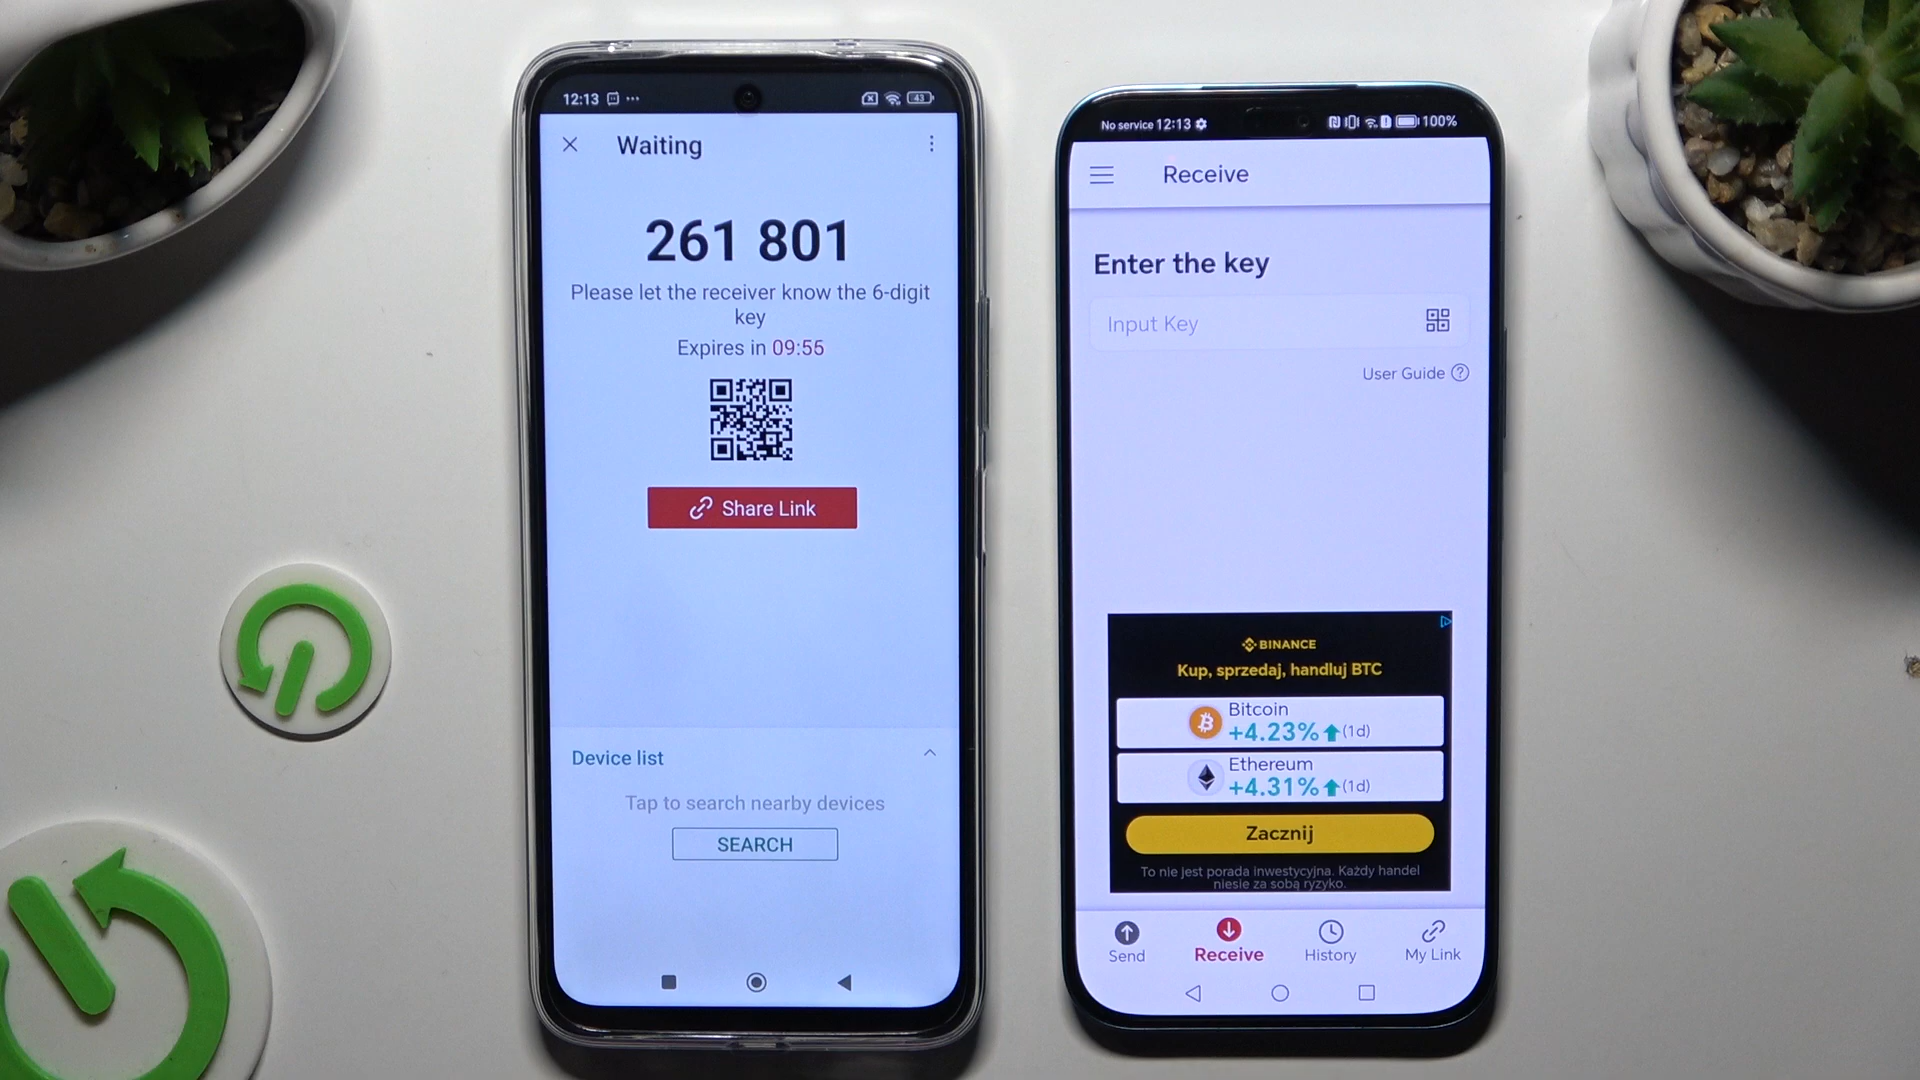 12:13
43
Waiting
261 801
Please let the receiver know the 6-digit
key
Expires in 09:55
Share Link
Device list
Tap to search nearby devices
SEARCH
No service 12:13
100%
Receive
Enter the key
Input Key
User Guide ?
BINANCE
Kup, sprzedaj, handluj BTC
Bitcoin
+4.23% (1d)
Ethereum
+4.31% (1d)
Zacznij
To nie jest porada inwestycyjna. Każdy handel
niesie za sobą ryzyko.
Send
Receive
History
My Link